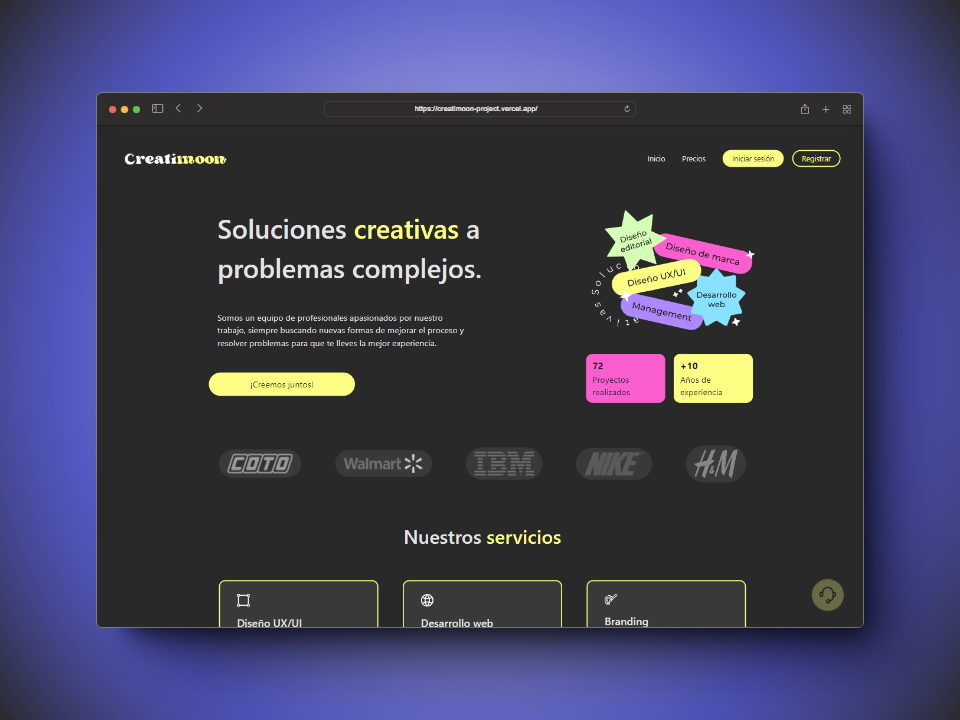 https://creatimoon-project.vercel.app/
Creatimoon
Inicio
Precios
Iniciar sesión
Registrar
Soluciones creativas a
problemas complejos.
Somos un equipo de profesionales apasionados por nuestro
trabajo, siempre buscando nuevas formas de mejorar el proceso y
resolver problemas para que te lleves la mejor experiencia.
¡Creemos juntos!
Diseño
editorial
Diseño de marca
Diseño UX/UI
Desarrollo
web
Management
72
Proyectos
realizados
+10
Años de
experiencia
COTO
Walmart
IBM
NIKE
H&M
Nuestros servicios
Diseño UX/UI
Desarrollo web
Branding